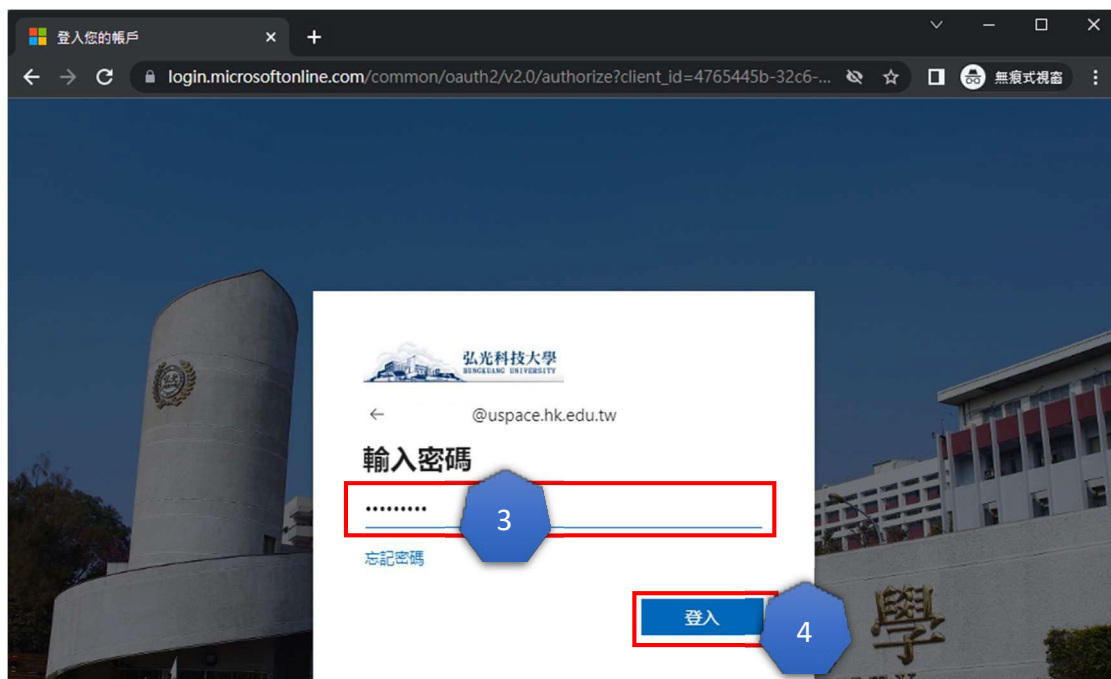 登入您的帳戶
login.microsoftonline.com/common/oauth2/v2.0/authorize?client_id=4765445b-32c6-...
無痕式視窗
弘光科技大學
HUNGKUANG UNIVERSITY
@uspace.hk.edu.tw
輸入密碼
•••••••••
3
忘記密碼
登入
4
學